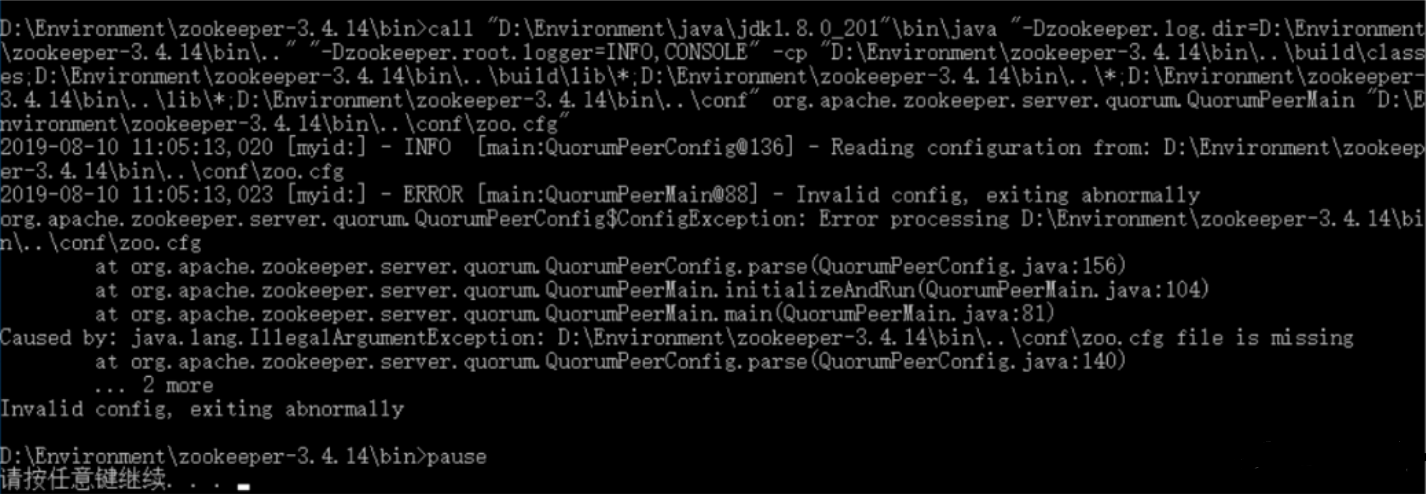 D:\Environment\zookeeper-3.4.14\bin>call "D:\Environment\java\jdk1.8.0_201"\bin\java "-Dzookeeper.log.dir=D:\Environment
\zookeeper-3.4.14\bin\.." "-Dzookeeper.root.logger=INFO,CONSOLE" -cp "D:\Environment\zookeeper-3.4.14\bin\..\build\class
es;D:\Environment\zookeeper-3.4.14\bin\..\build\lib\*;D:\Environment\zookeeper-3.4.14\bin\..\*;D:\Environment\zookeeper-
3.4.14\bin\..\lib\*;D:\Environment\zookeeper-3.4.14\bin\..\conf" org.apache.zookeeper.server.quorum.QuorumPeerMain "D:\E
nvironment\zookeeper-3.4.14\bin\..\conf\zoo.cfg"
2019-08-10 11:05:13,020 [myid:] - INFO  [main:QuorumPeerConfig@136] - Reading configuration from: D:\Environment\zookeep
er-3.4.14\bin\..\conf\zoo.cfg
2019-08-10 11:05:13,023 [myid:] - ERROR [main:QuorumPeerMain@88] - Invalid config, exiting abnormally
org.apache.zookeeper.server.quorum.QuorumPeerConfig$ConfigException: Error processing D:\Environment\zookeeper-3.4.14\bi
n\..\conf\zoo.cfg
at org.apache.zookeeper.server.quorum.QuorumPeerConfig.parse(QuorumPeerConfig.java:156)
at org.apache.zookeeper.server.quorum.QuorumPeerMain.initializeAndRun(QuorumPeerMain.java:104)
at org.apache.zookeeper.server.quorum.QuorumPeerMain.main(QuorumPeerMain.java:81)
Caused by: java.lang.IllegalArgumentException: D:\Environment\zookeeper-3.4.14\bin\..\conf\zoo.cfg file is missing
at org.apache.zookeeper.server.quorum.QuorumPeerConfig.parse(QuorumPeerConfig.java:140)
... 2 more
Invalid config, exiting abnormally
D:\Environment\zookeeper-3.4.14\bin>pause
请按任意键继续. . .